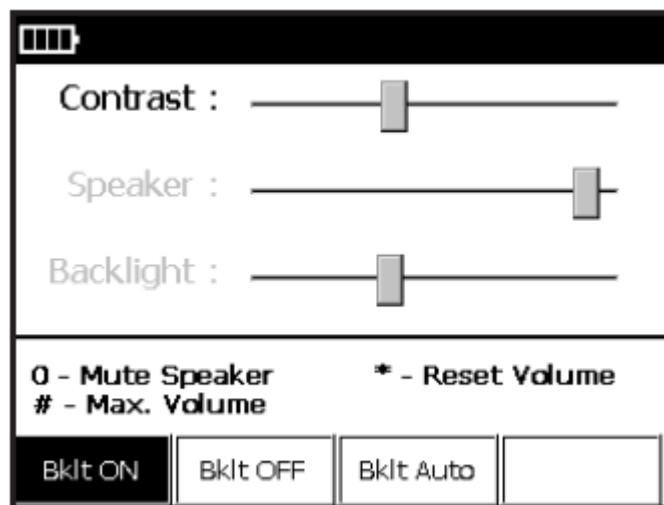 Contrast :
Speaker :
Backlight :
0 - Mute Speaker * - Reset Volume
# - Max. Volume
Bklt ON Bklt OFF Bklt Auto